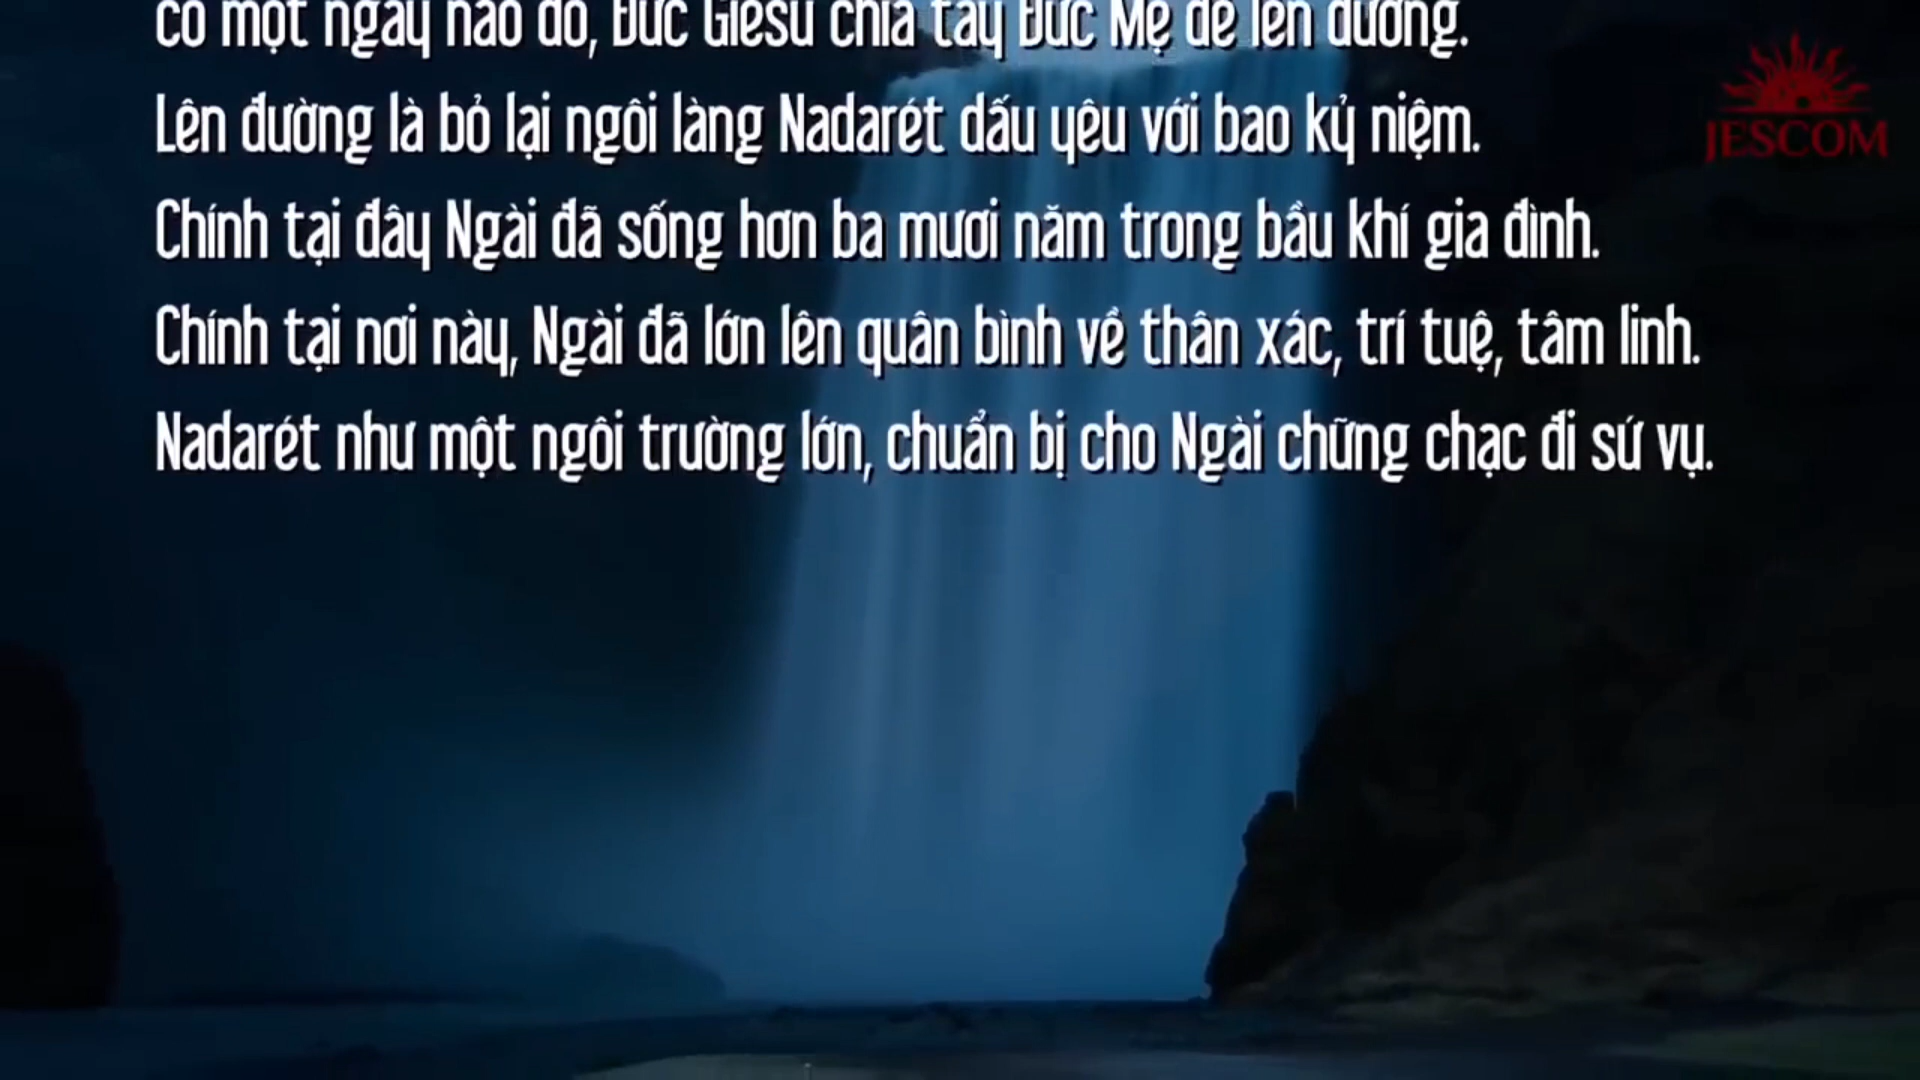 có một ngày nào đó, Đức Giêsu chia tay Đức Mẹ để lên đường.
Lên đường là bỏ lại ngôi làng Nadarét dấu yêu với bao kỷ niệm.
Chính tại đây Ngài đã sống hơn ba mươi năm trong bầu khí gia đình.
Chính tại nơi này, Ngài đã lớn lên quân bình về thân xác, trí tuệ, tâm linh.
Nadarét như một ngôi trường lớn, chuẩn bị cho Ngài chững chạc đi sứ vụ.
JESCOM